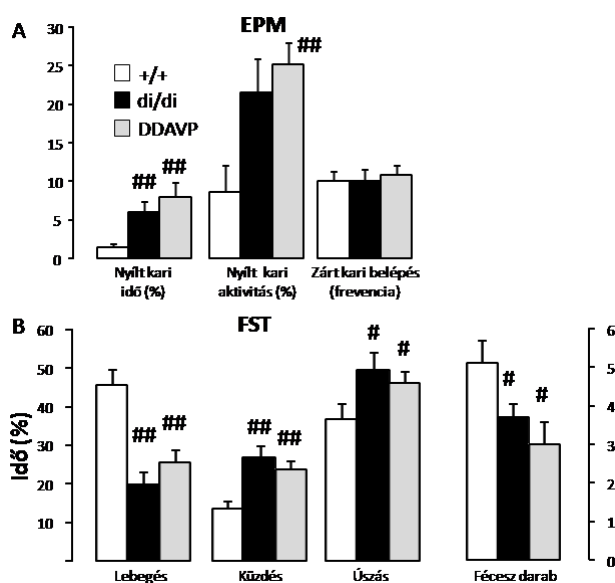 A
EPM
30
25
20
15
10
5
0
+/+
di/di
DDAVP
##
##
##
Nyílt kari
idő (%)
Nyílt kari
aktivitás (%)
Zárt kari belépés
(frevencia)
B
FST
Idő (%)
60
50
40
30
20
10
##
##
##
##
#
#
#
#
6
5
4
3
2
1
0
Lebegés
Küzdés
Úszás
Fécesz darab